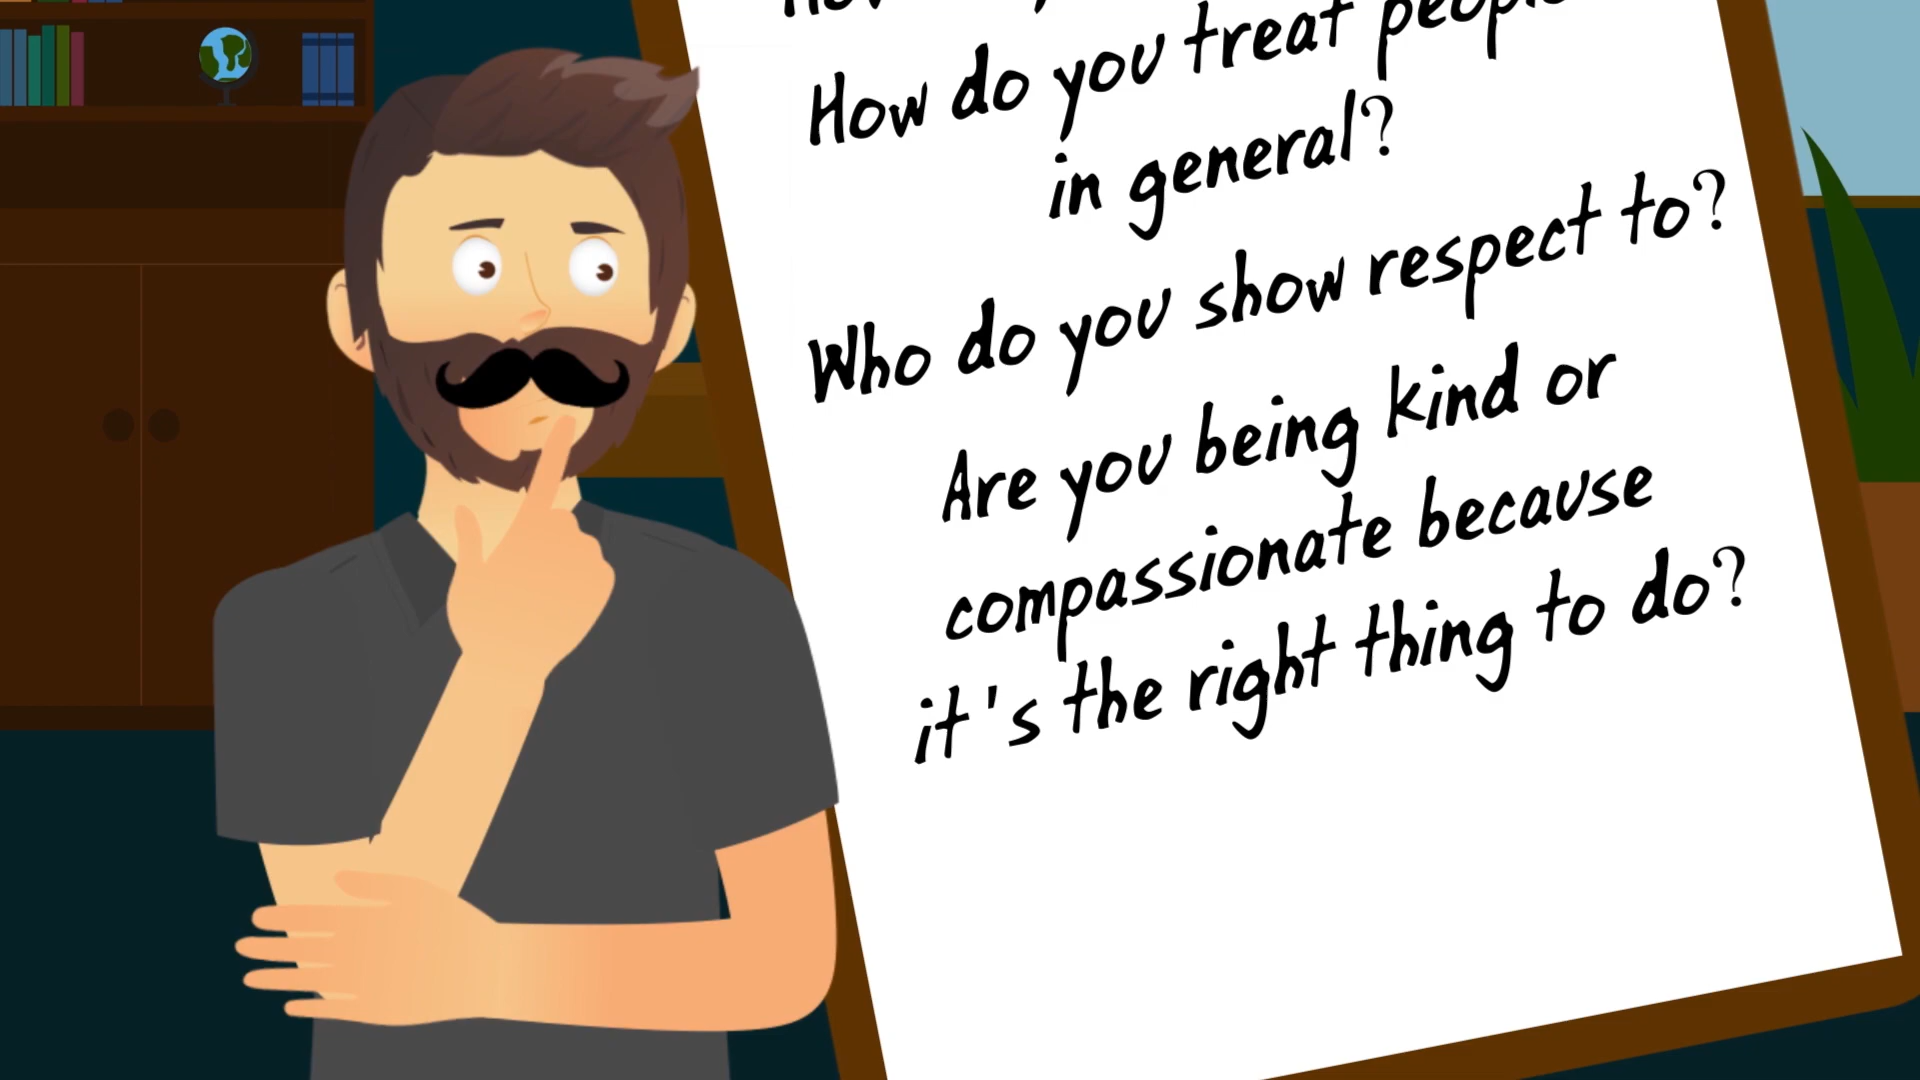 How do you treat people
in general?
Who do you show respect to?
Are you being kind or
compassionate because
it's the right thing to do?